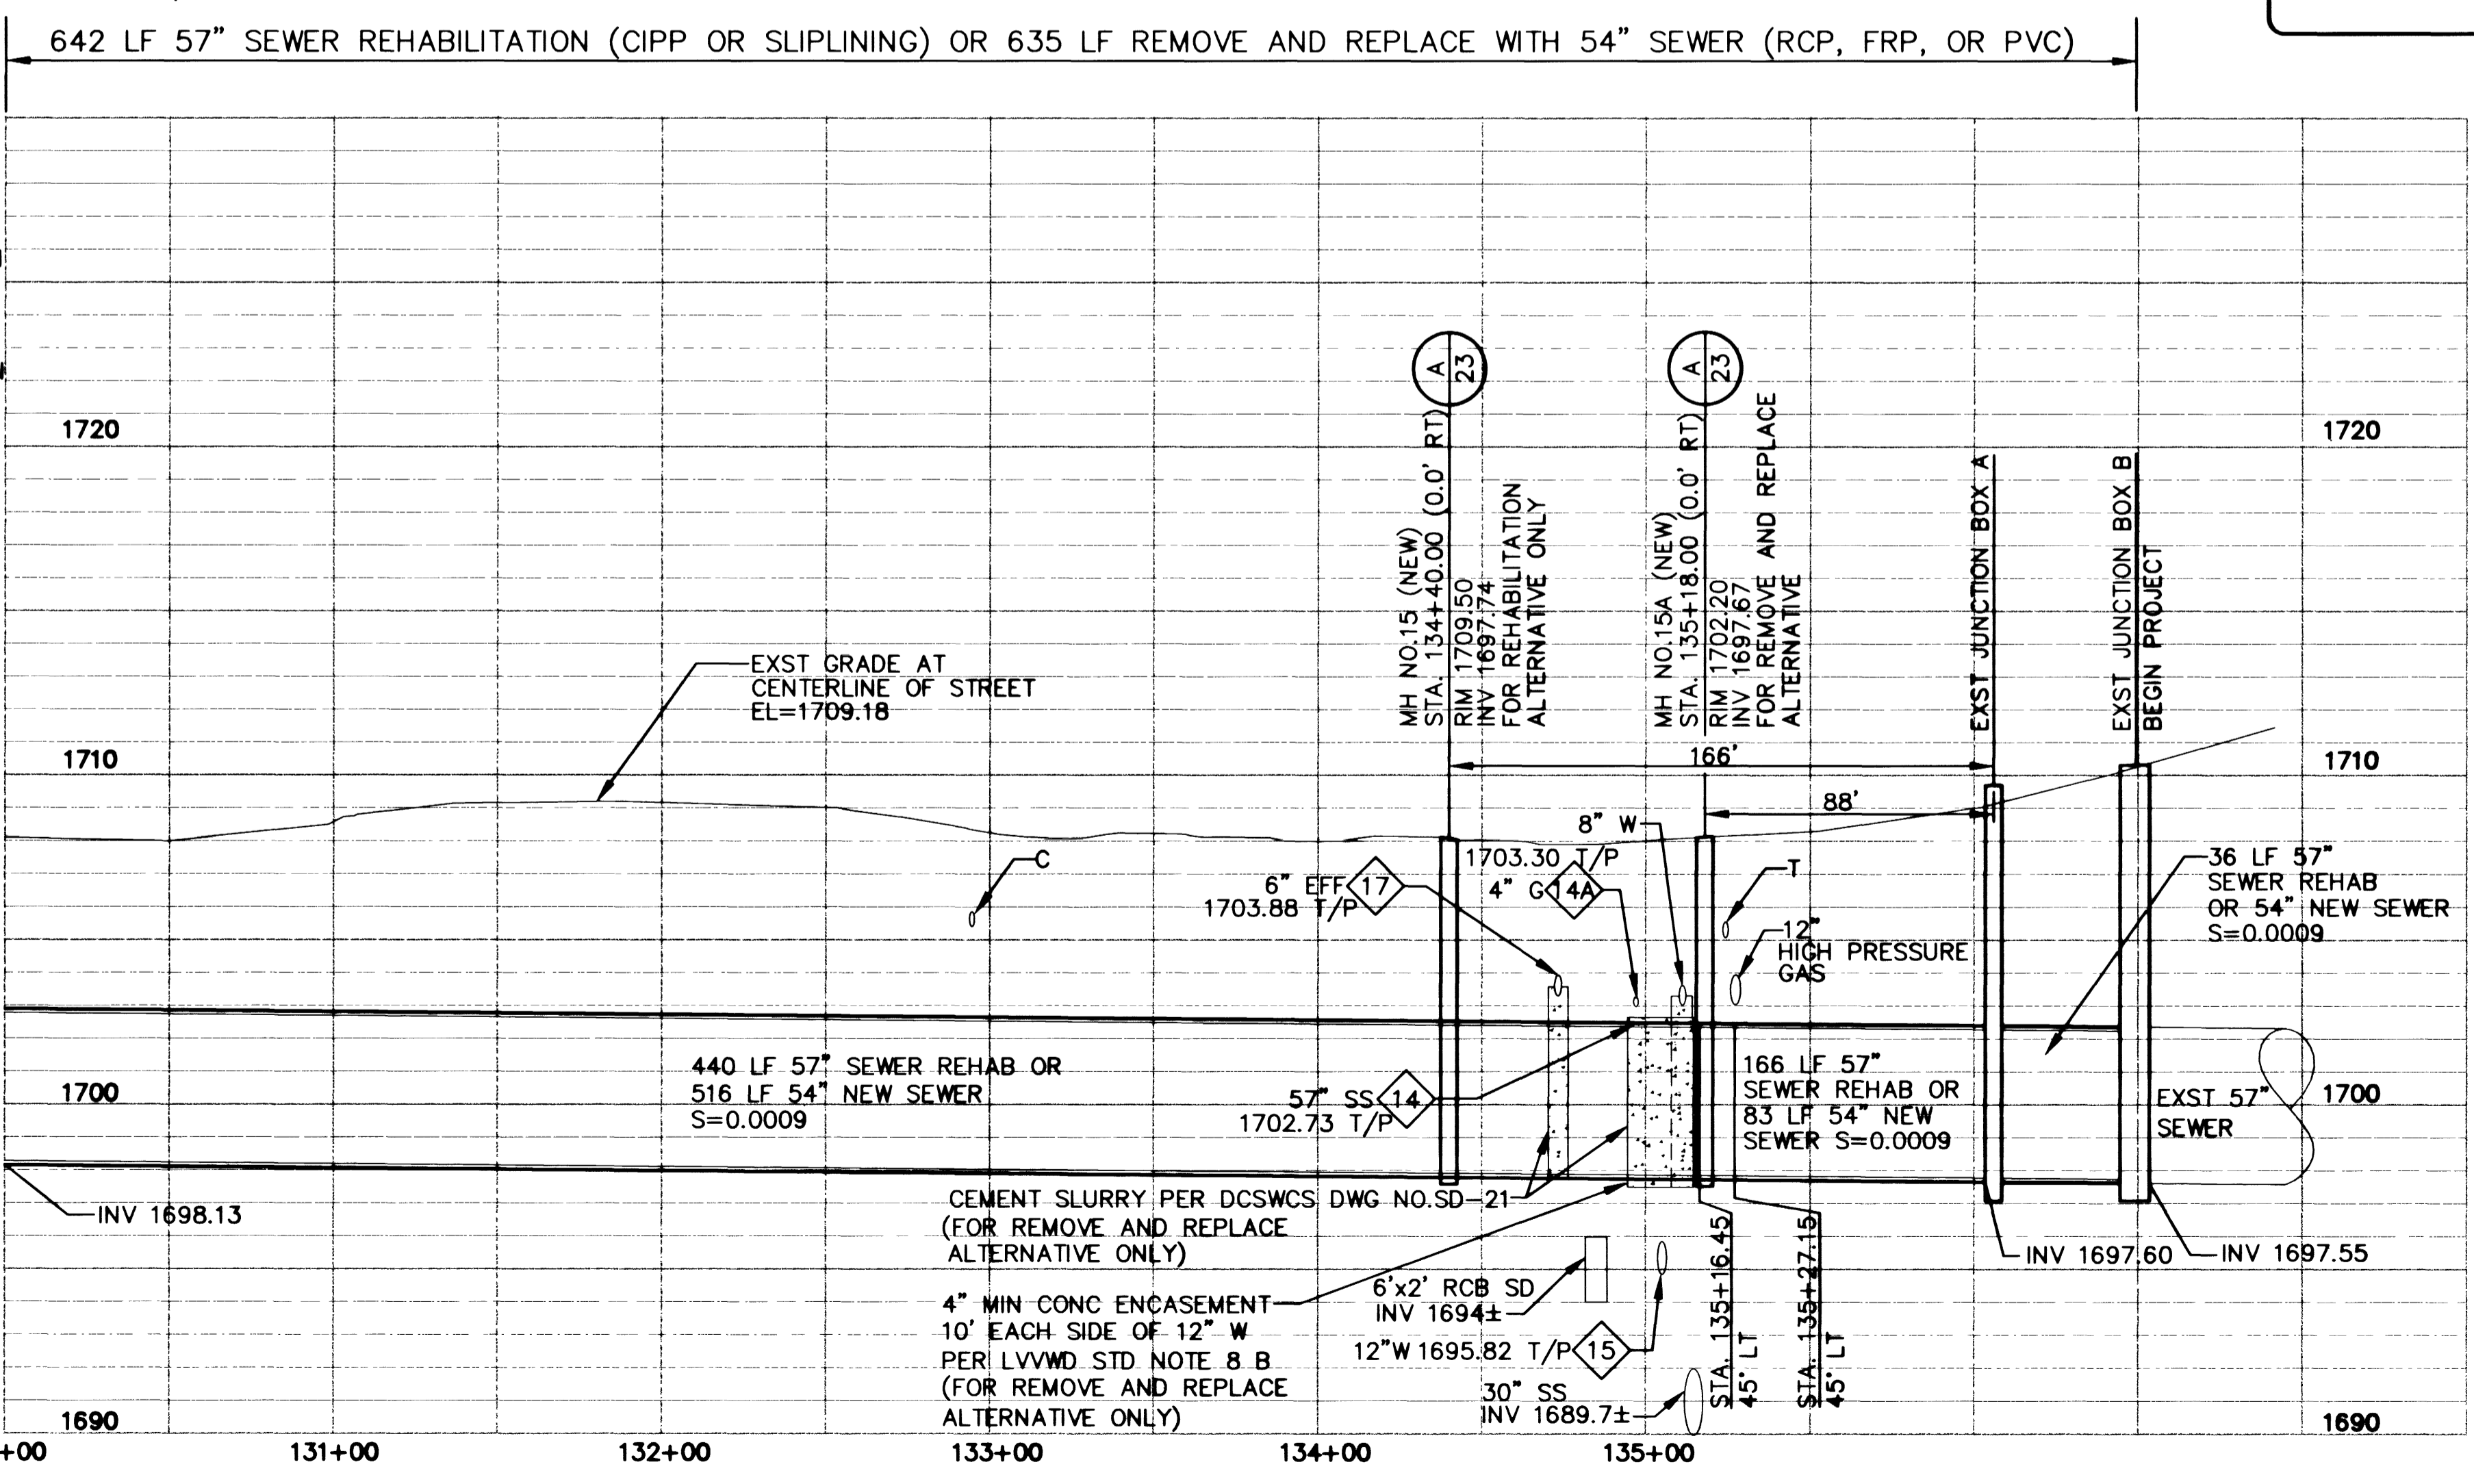 642 LF 57" SEWER REHABILITATION (CIPP OR SLIPLINING) OR 635 LF REMOVE AND REPLACE WITH 54" SEWER (RCP, FRP, OR PVC)
A
23
A
23
1720
1720
MH NO.15 (NEW)
STA. 134+40.00 (0.0' RT)
RIM 1709.50
INV 1697.74
FOR REHABILITATION
ALTERNATIVE ONLY
MH NO.15A (NEW)
STA. 135+18.00 (0.0' RT)
RIM 1702.20
INV 1697.67
FOR REMOVE AND REPLACE
ALTERNATIVE
EXST JUNCTION BOX A
EXST JUNCTION BOX B
BEGIN PROJECT
EXST GRADE AT
CENTERLINE OF STREET
EL=1709.18
1710
166'
1710
88'
8" W
C
1703.30 T/P
4" G 14A
6" EFF 17
1703.88 T/P
T
12"
HIGH PRESSURE
GAS
36 LF 57"
SEWER REHAB
OR 54" NEW SEWER
S=0.0009
440 LF 57" SEWER REHAB OR
516 LF 54" NEW SEWER
S=0.0009
57" SS 14
1702.73 T/P
166 LF 57"
SEWER REHAB OR
83 LF 54" NEW
SEWER S=0.0009
1700
1700
EXST 57"
SEWER
INV 1698.13
CEMENT SLURRY PER DCSWCS DWG NO.SD-21
(FOR REMOVE AND REPLACE
ALTERNATIVE ONLY)
STA. 135+16.45
45° LT
STA. 135+27.15
45° LT
INV 1697.60
INV 1697.55
4" MIN CONC ENCASEMENT
10' EACH SIDE OF 12" W
PER LVVWD STD NOTE 8 B
(FOR REMOVE AND REPLACE
ALTERNATIVE ONLY)
6'x2' RCB SD
INV 1694±
12"W 1695.82 T/P 15
30" SS
INV 1689.7±
1690
1690
+00
131+00
132+00
133+00
134+00
135+00